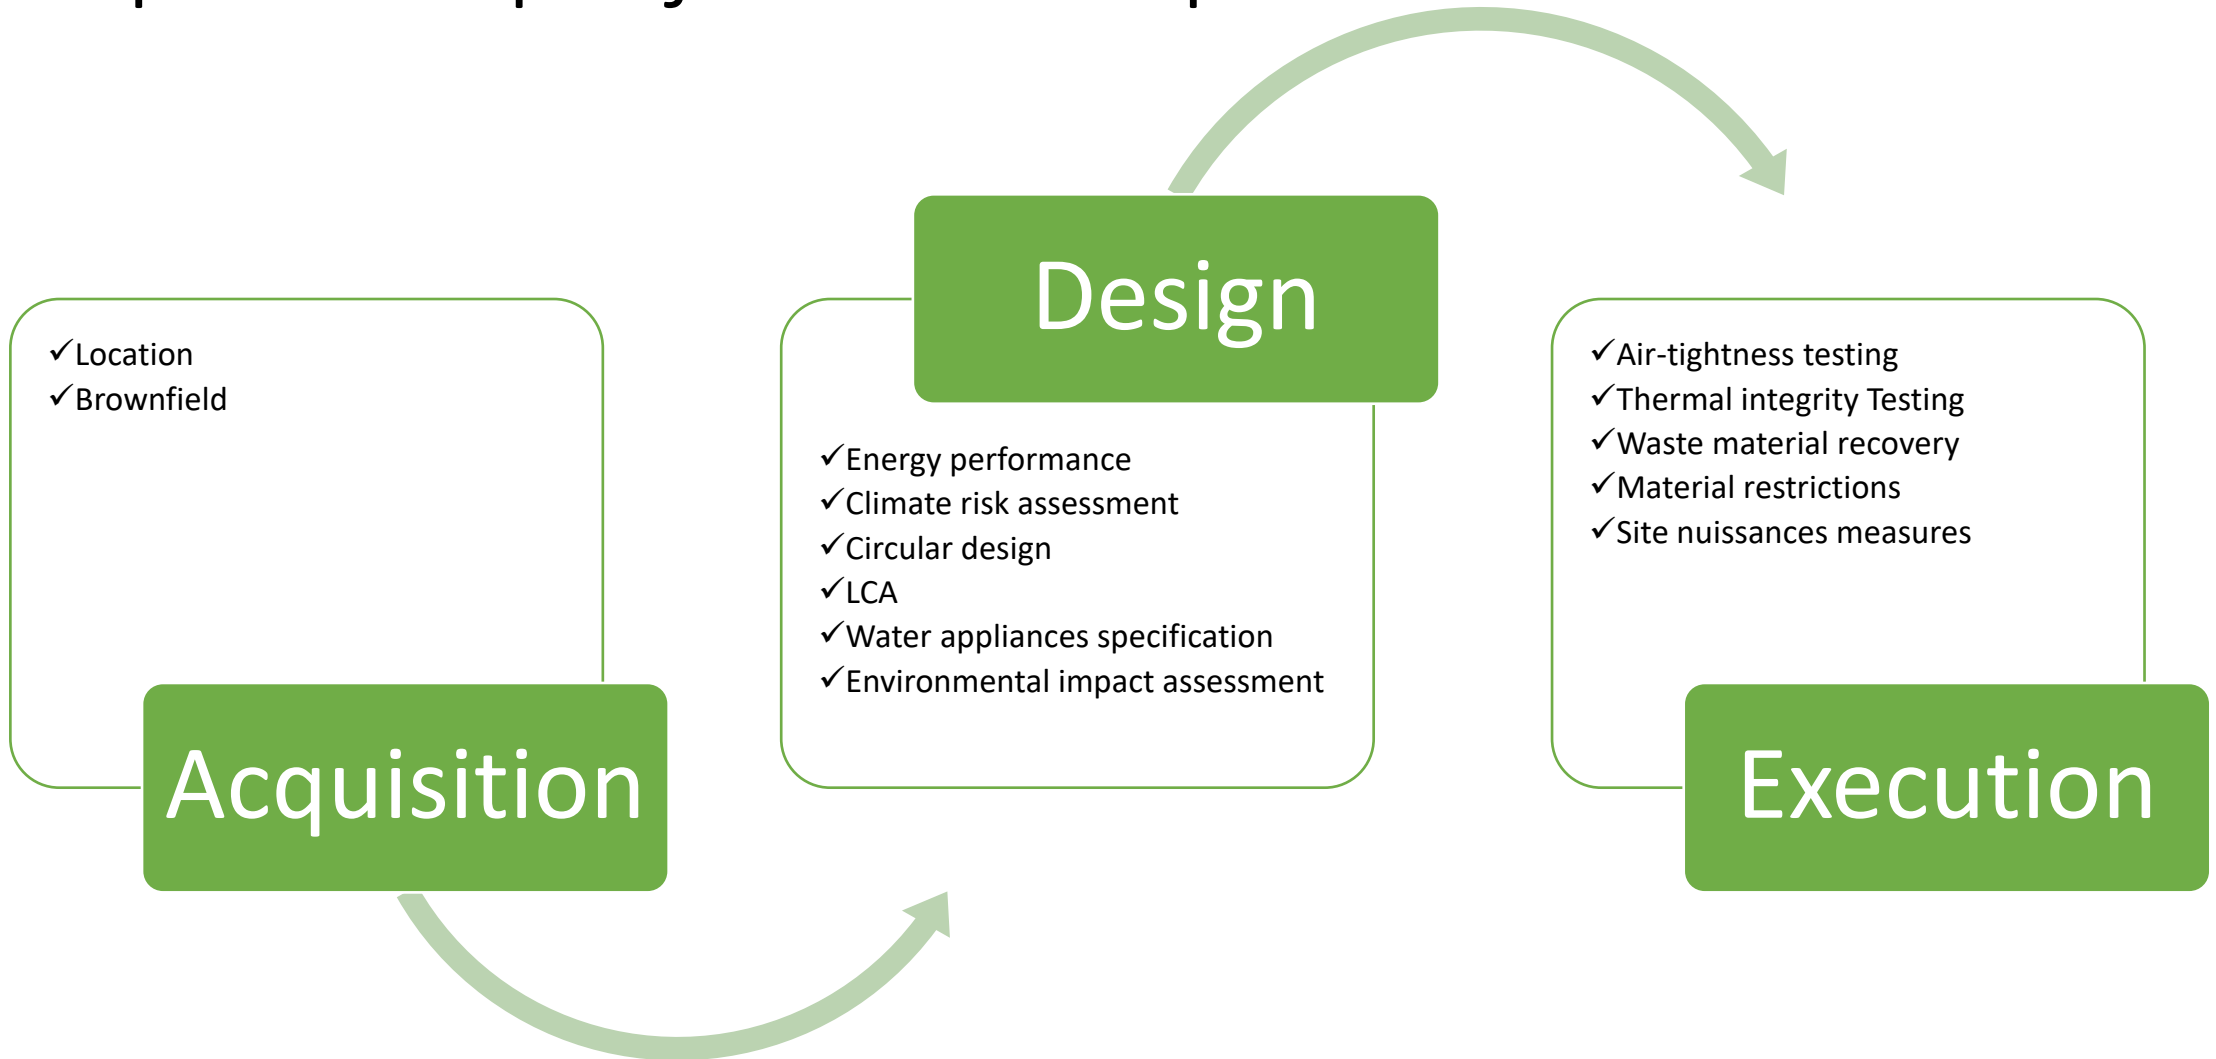 ✓Location
✓Brownfield
Acquisition
Design
✓Energy performance
✓Climate risk assessment
✓Circular design
✓LCA
✓Water appliances specification
✓Environmental impact assessment
✓Air-tightness testing
✓Thermal integrity Testing
✓Waste material recovery
✓Material restrictions
✓Site nuissances measures
Execution